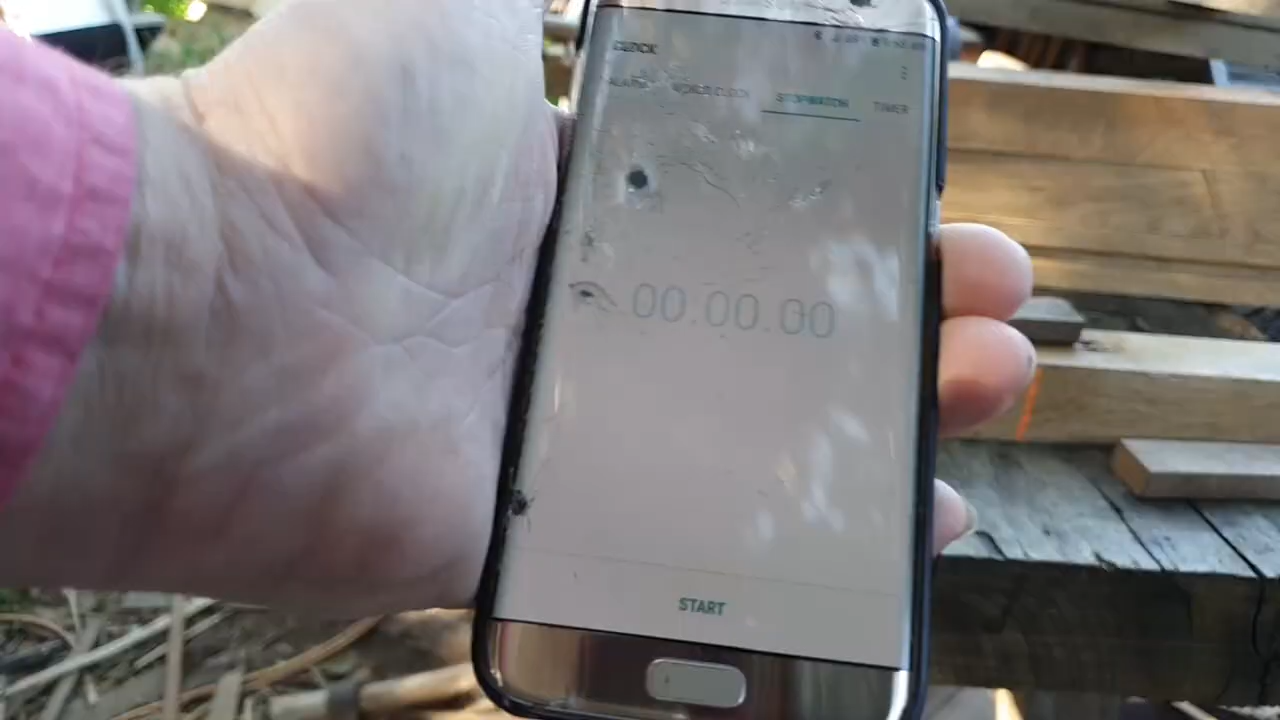 CLOCK
ALARM WORLD CLOCK STOPWATCH TIMER
00.00.00
START